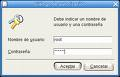 Debe indicar un nombre de usuario
y una contraseña
Nombre de usuario:
root
Contraseña:
*****
Aceptar
Cancelar